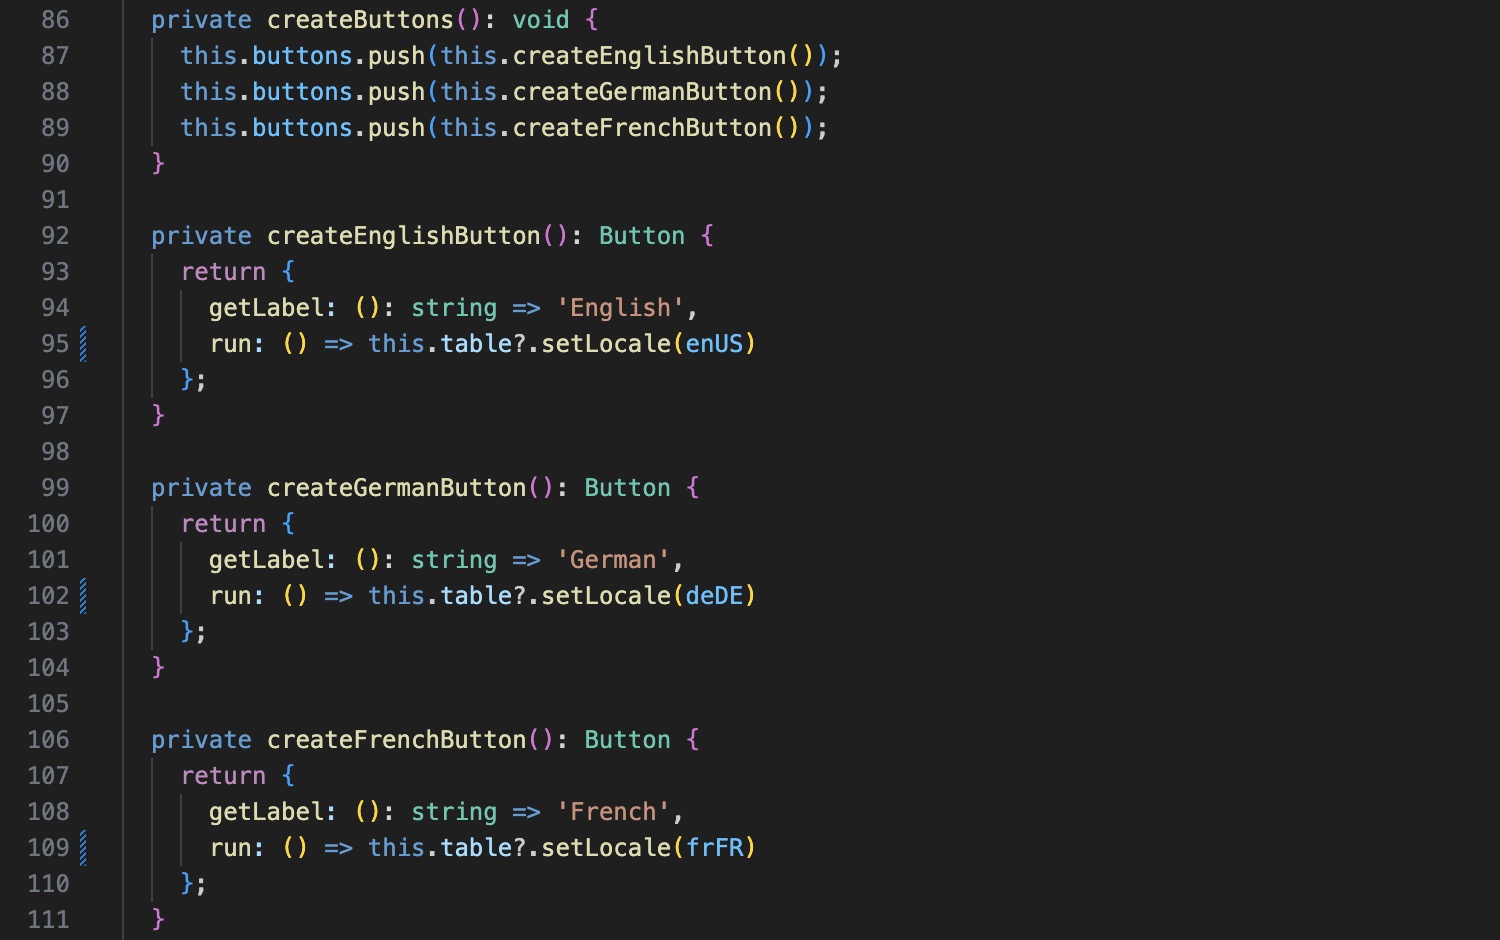 86 private createButtons(): void {
87 this.buttons.push(this.createEnglishButton());
88 this.buttons.push(this.createGermanButton());
89 this.buttons.push(this.createFrenchButton());
90 }
91
92 private createEnglishButton(): Button {
93 return {
94 getLabel: (): string => 'English',
95 run: () => this.table?.setLocale(enUS)
96 };
97 }
98
99 private createGermanButton(): Button {
100 return {
101 getLabel: (): string => 'German',
102 run: () => this.table?.setLocale(deDE)
103 };
104 }
105
106 private createFrenchButton(): Button {
107 return {
108 getLabel: (): string => 'French',
109 run: () => this.table?.setLocale(frFR)
110 };
111 }